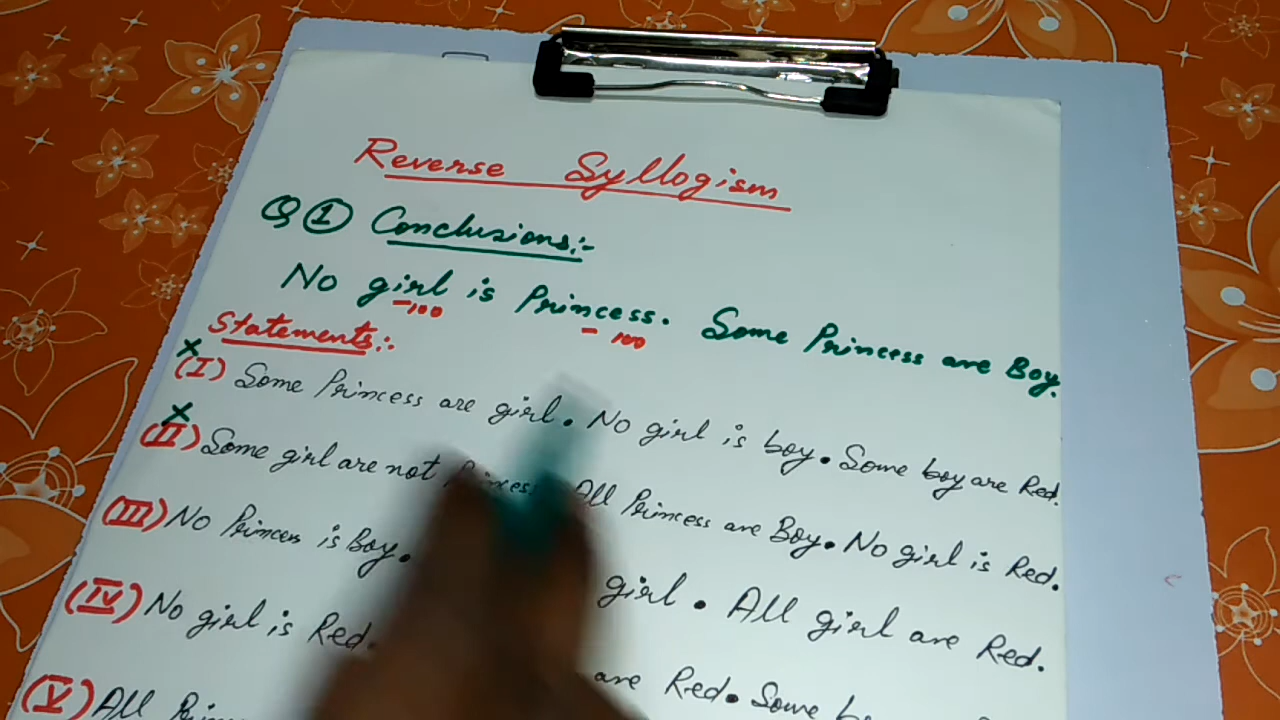 Reverse Syllogism
Q ① Conclusions:-
No girl is Princess. Some Princess are Boy.
-100 - 100
Statements:-
X
(I) Some Princess are girl. No girl is boy. Some boy are Red.
X
(II) Some girl are not Princess. All Princess are Boy. No girl is Red.
(III) No Princess is Boy. girl. All girl are Red.
(IV) No girl is Red. are Red. Some
(V) All